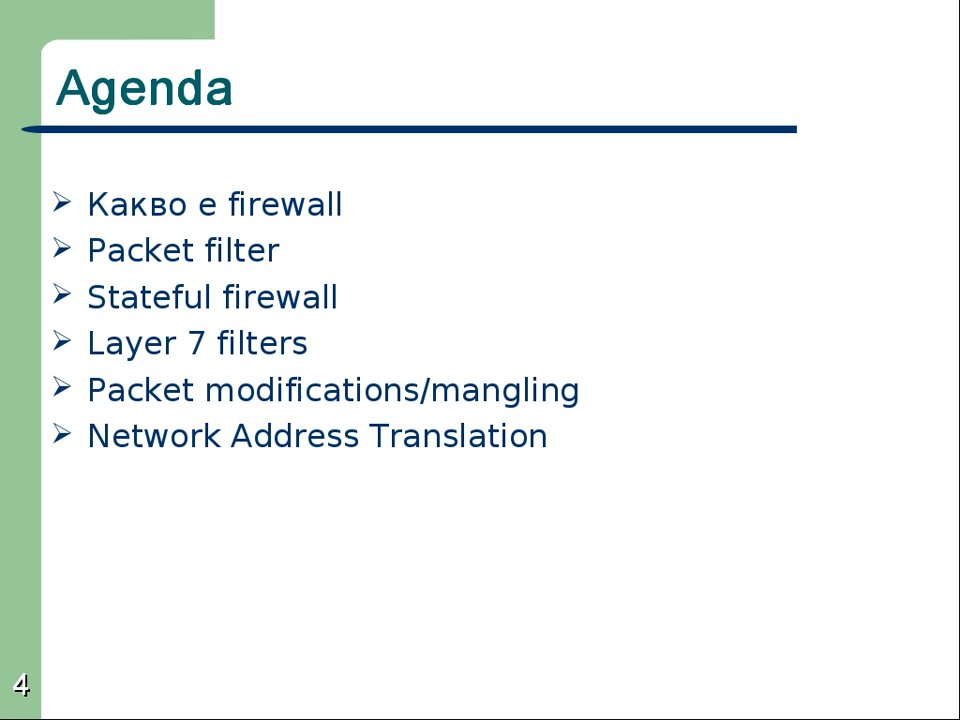 Agenda
Какво е firewall
Packet filter
Stateful firewall
Layer 7 filters
Packet modifications/mangling
Network Address Translation
4